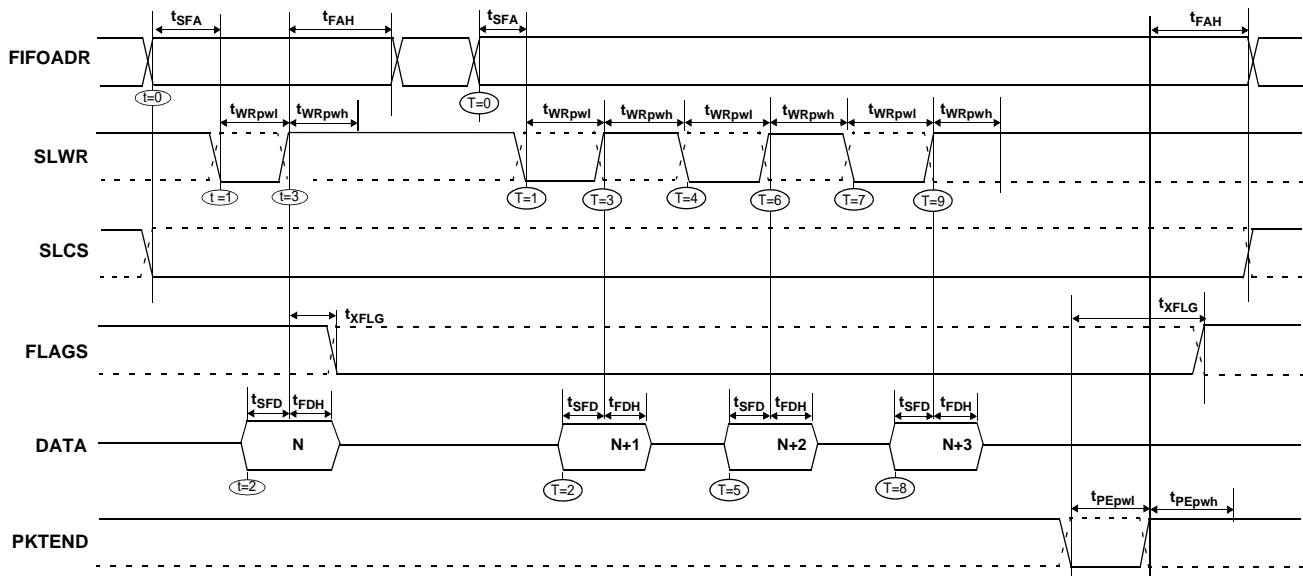 tSFA tFAH tSFA tFAH
FIFOADR
t=0 T=0
tWRpwl tWRpwh tWRpwl tWRpwh tWRpwl tWRpwh tWRpwl tWRpwh
SLWR
t =1 t=3 T=1 T=3 T=4 T=6 T=7 T=9
SLCS
tXFLG tXFLG
FLAGS
tSFD tFDH tSFD tFDH tSFD tFDH tSFD tFDH
DATA N N+1 N+2 N+3
t=2 T=2 T=5 T=8
tPEpwl tPEpwh
PKTEND